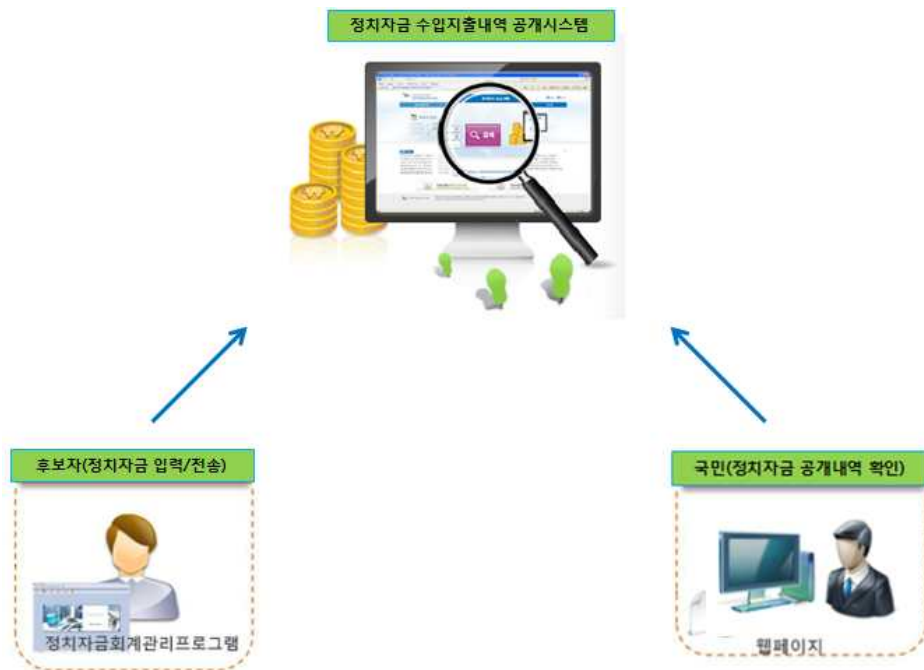 정치자금 수입지출내역 공개시스템
검색
후보자(정치자금 입력/전송)
국민(정치자금 공개내역 확인)
정치자금회계관리프로그램
웹페이지